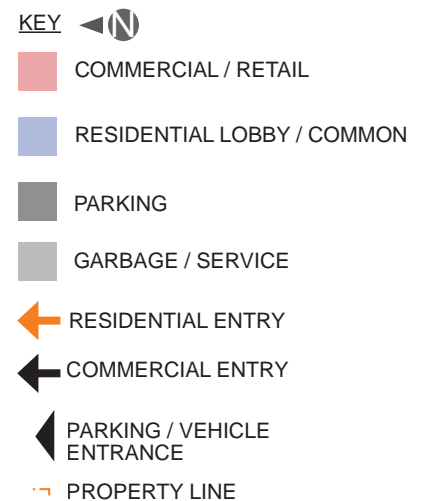 KEY N
COMMERCIAL / RETAIL
RESIDENTIAL LOBBY / COMMON
PARKING
GARBAGE / SERVICE
RESIDENTIAL ENTRY
COMMERCIAL ENTRY
PARKING / VEHICLE
ENTRANCE
PROPERTY LINE